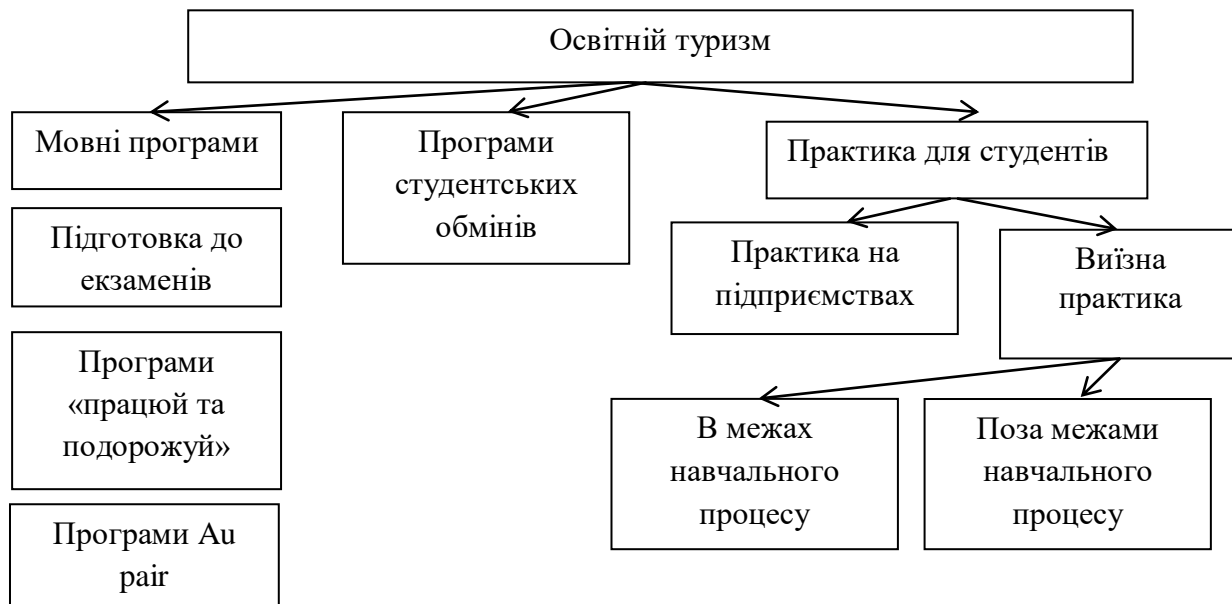 Освітній туризм
Мовні програми
Програми
студентських
обмінів
Практика для студентів
Підготовка до
екзаменів
Практика на
підприємствах
Виїзна
практика
Програми
«працюй та
подорожуй»
В межах
навчального
процесу
Поза межами
навчального
процесу
Програми Au
pair